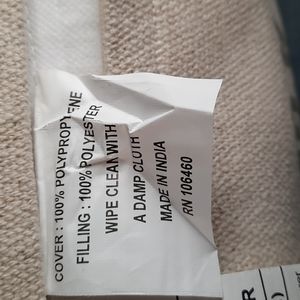 COVER : 100% POLYPROPYLENE
FILLING : 100% POLYESTER
WIPE CLEAN WITH
A DAMP CLOTH
MADE IN INDIA
RN 106460